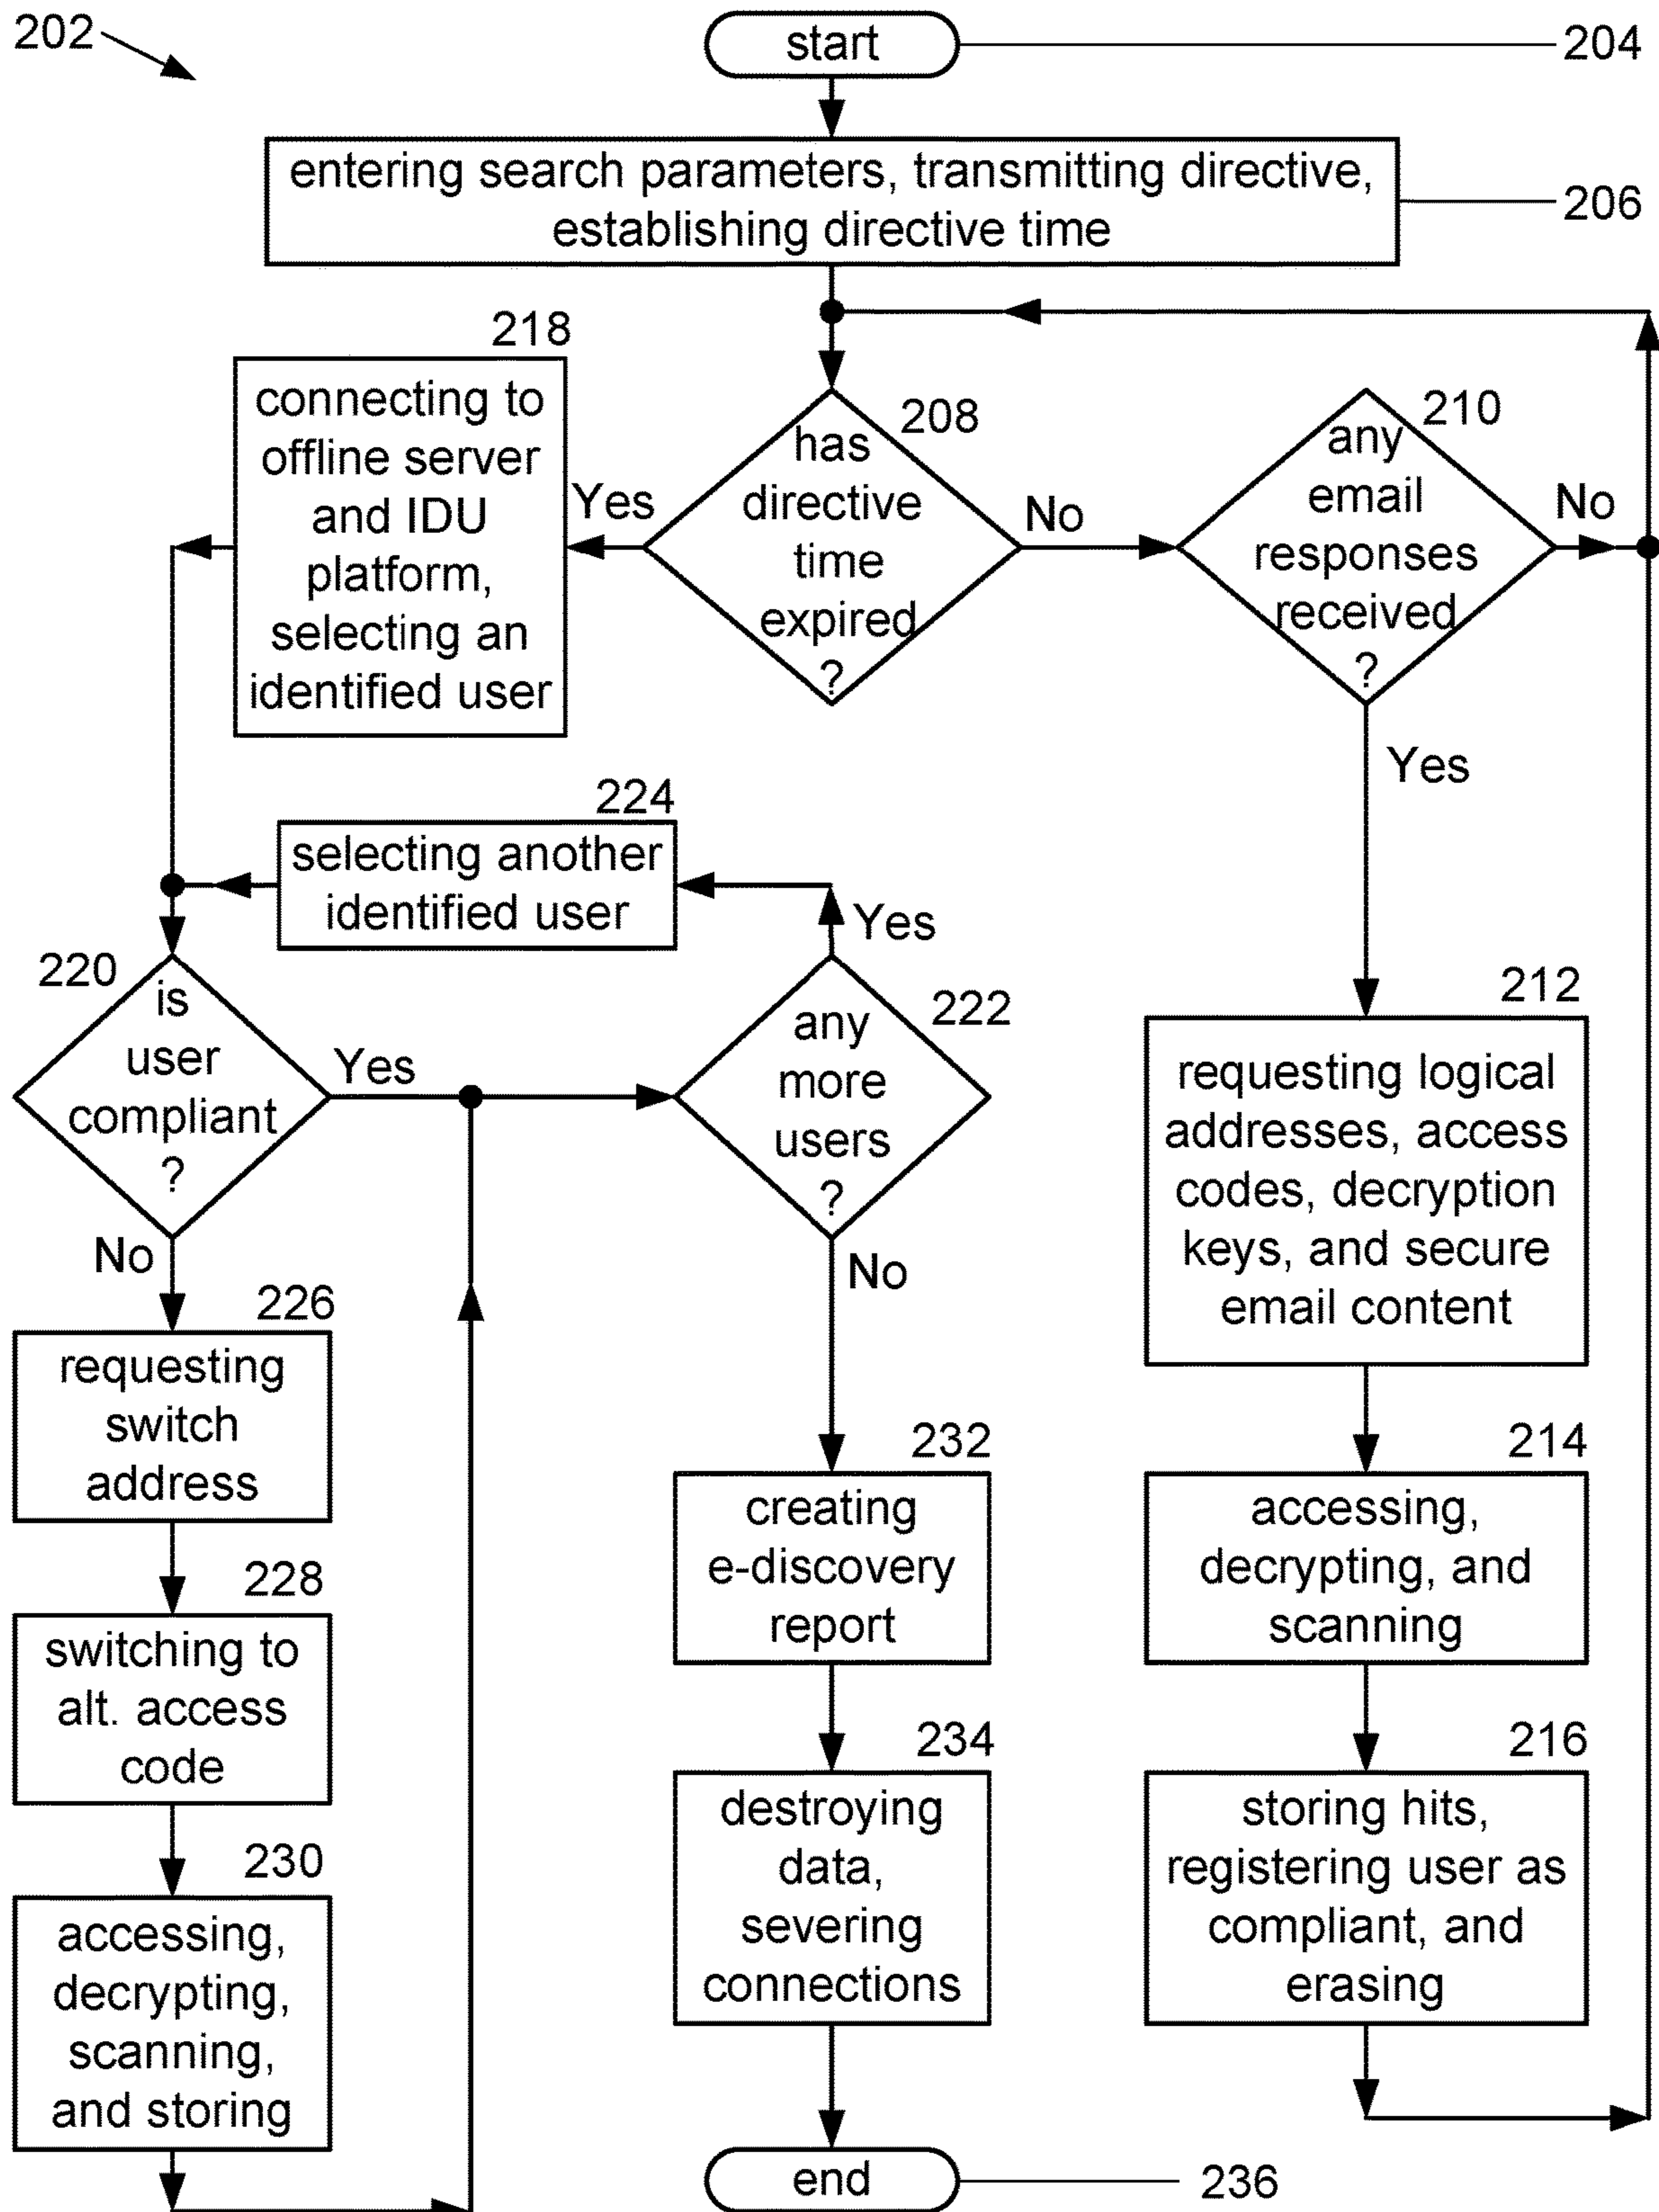 202
start
204
entering search parameters, transmitting directive,
establishing directive time
206
218
connecting to
offline server
and IDU
platform,
selecting an
identified user
Yes
208
has
directive
time
expired
?
No
210
any
email
responses
received
?
No
Yes
224
selecting another
identified user
Yes
220
is
user
compliant
?
Yes
No
222
any
more
users
?
No
212
requesting logical
addresses, access
codes, decryption
keys, and secure
email content
226
requesting
switch
address
232
creating
e-discovery
report
214
accessing,
decrypting, and
scanning
228
switching to
alt. access
code
234
destroying
data,
severing
connections
216
storing hits,
registering user as
compliant, and
erasing
230
accessing,
decrypting,
scanning,
and storing
end
236